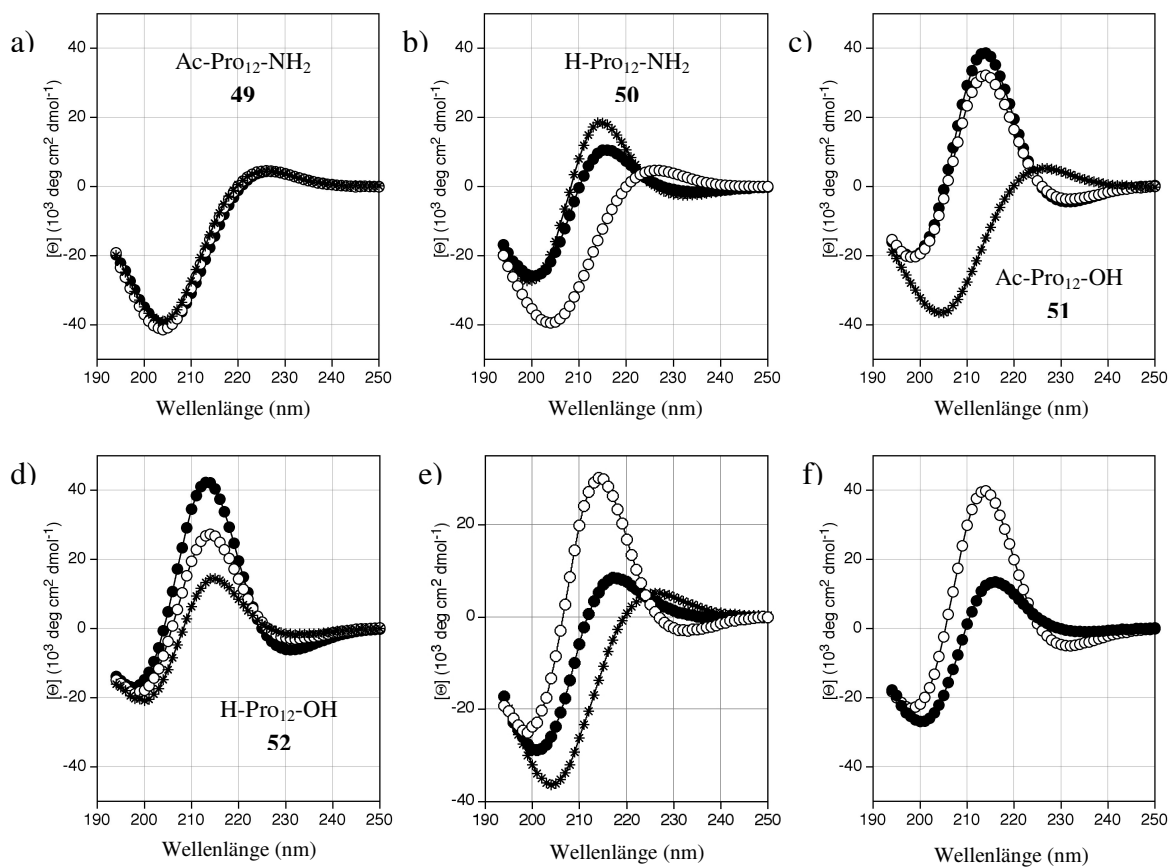 a)
Ac-Pro12-NH2
49
40
20
0
-20
-40
[Θ] (10³ deg cm² dmol⁻¹)
190 200 210 220 230 240 250
Wellenlänge (nm)
b)
H-Pro12-NH2
50
40
20
0
-20
-40
[Θ] (10³ deg cm² dmol⁻¹)
190 200 210 220 230 240 250
Wellenlänge (nm)
c)
40
20
0
-20
-40
[Θ] (10³ deg cm² dmol⁻¹)
Ac-Pro12-OH
51
190 200 210 220 230 240 250
Wellenlänge (nm)
d)
40
20
0
-20
-40
[Θ] (10³ deg cm² dmol⁻¹)
H-Pro12-OH
52
190 200 210 220 230 240 250
Wellenlänge (nm)
e)
20
0
-20
-40
[Θ] (10³ deg cm² dmol⁻¹)
190 200 210 220 230 240 250
Wellenlänge (nm)
f)
40
20
0
-20
-40
[Θ] (10³ deg cm² dmol⁻¹)
190 200 210 220 230 240 250
Wellenlänge (nm)